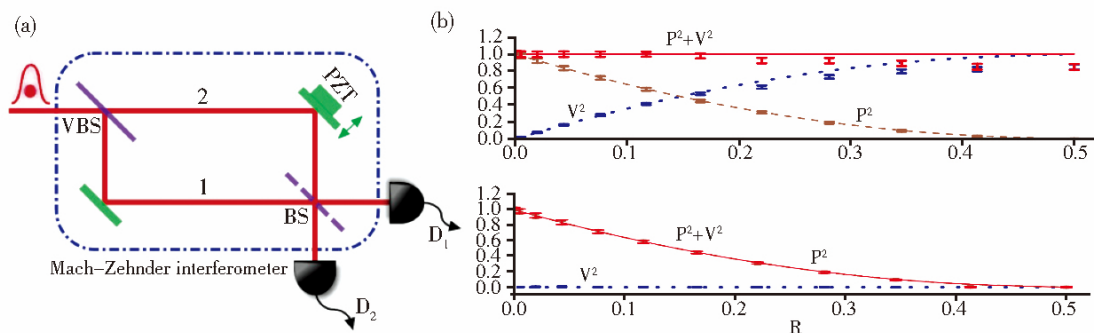 (a)
2
PZT
VBS
1
BS
D1
Mach–Zehnder interferometer
D2
(b)
1.2
1.0
0.8
0.6
0.4
0.2
0.0
P²+V²
V²
P²
0.0 0.1 0.2 0.3 0.4 0.5
1.2
1.0
0.8
0.6
0.4
0.2
0.0
P²+V²
P²
V²
0.0 0.1 0.2 0.3 0.4 0.5
R